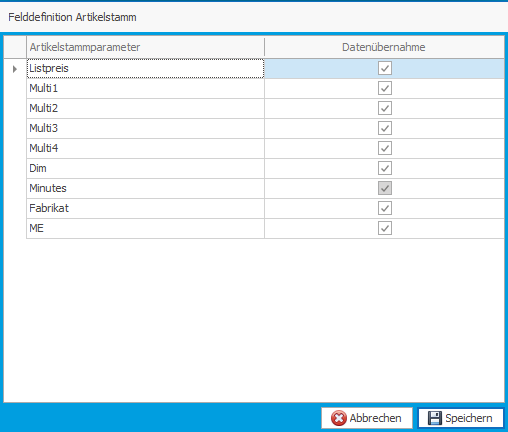 Felddefinition Artikelstamm
Artikelstammparameter Datenübernahme
Listpreis
Multi1
Multi2
Multi3
Multi4
Dim
Minutes
Fabrikat
ME
Abbrechen Speichern